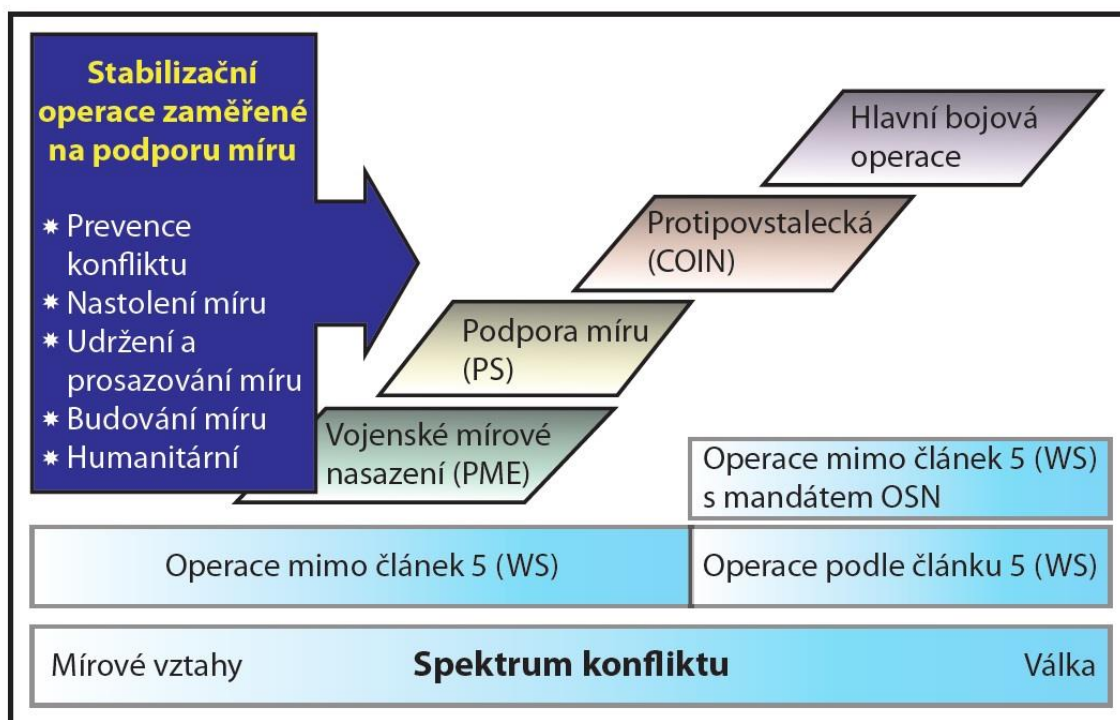 Stabilizační
operace zaměřené
na podporu míru
✷ Prevence
konfliktu
✷ Nastolení míru
✷ Udržení a
prosazování míru
✷ Budování míru
✷ Humanitární
Hlavní bojová
operace
Protipovstalecká
(COIN)
Podpora míru
(PS)
Vojenské mírové
nasazení (PME)
Operace mimo článek 5 (WS)
s mandátem OSN
Operace mimo článek 5 (WS)
Operace podle článku 5 (WS)
Mírové vztahy
Spektrum konfliktu
Válka